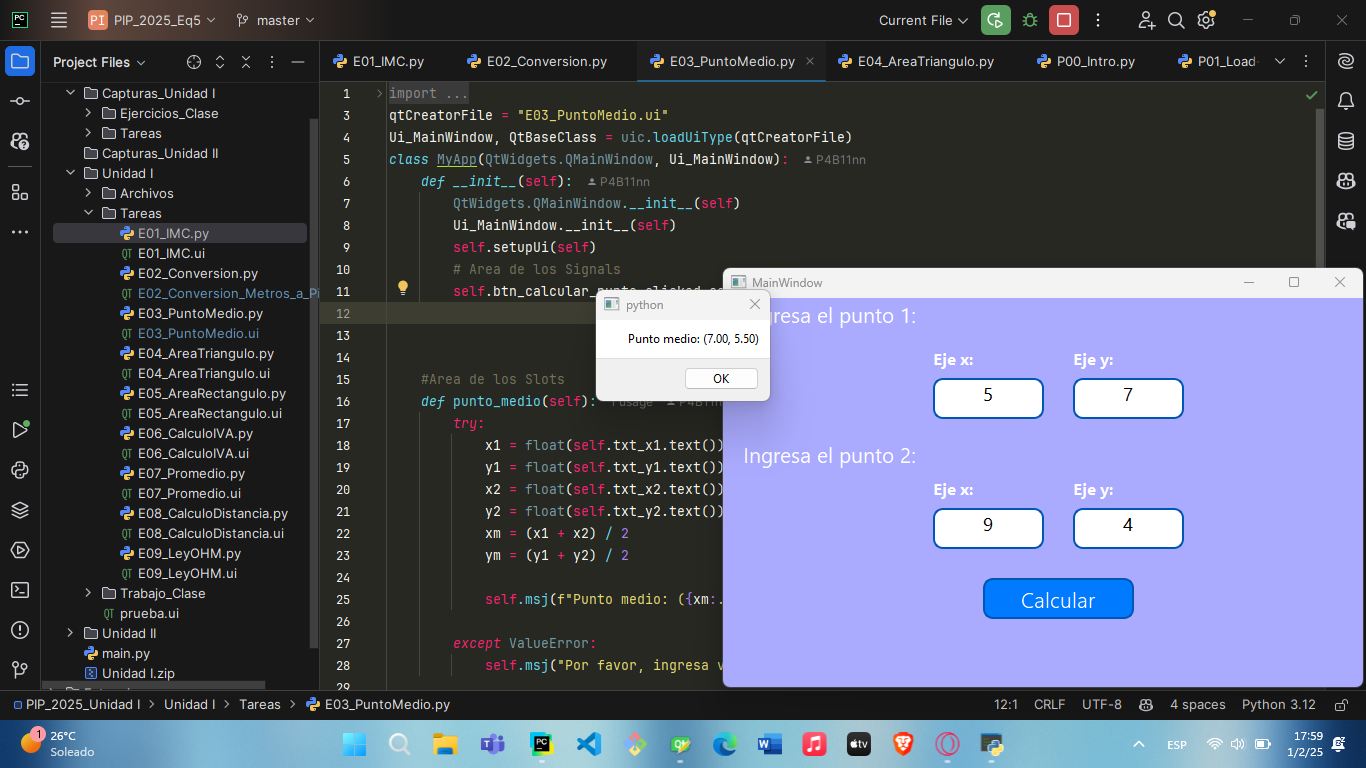 PC
PI PIP_2025_Eq5
master
Current File
Project Files
Capturas_Unidad I
Ejercicios_Clase
Tareas
Capturas_Unidad II
Unidad I
Archivos
Tareas
E01_IMC.py
E01_IMC.ui
E02_Conversion.py
E02_Conversion_Metros_a_Pi
E03_PuntoMedio.py
E03_PuntoMedio.ui
E04_AreaTriangulo.py
E04_AreaTriangulo.ui
E05_AreaRectangulo.py
E05_AreaRectangulo.ui
E06_CalculoIVA.py
E06_CalculoIVA.ui
E07_Promedio.py
E07_Promedio.ui
E08_CalculoDistancia.py
E08_CalculoDistancia.ui
E09_LeyOHM.py
E09_LeyOHM.ui
Trabajo_Clase
prueba.ui
Unidad II
main.py
Unidad I.zip
E01_IMC.py
E02_Conversion.py
E03_PuntoMedio.py
E04_AreaTriangulo.py
P00_Intro.py
P01_Load
1 import ...
3 qtCreatorFile = "E03_PuntoMedio.ui"
4 Ui_MainWindow, QtBaseClass = uic.loadUiType(qtCreatorFile)
5 class MyApp(QtWidgets.QMainWindow, Ui_MainWindow): P4B11nn
6 def __init__(self): P4B11nn
7 QtWidgets.QMainWindow.__init__(self)
8 Ui_MainWindow.__init__(self)
9 self.setupUi(self)
10 # Area de los Signals
11 self.btn_calcular_punto.clicked
12
13
14
15 #Area de los Slots
16 def punto_medio(self): 1 usage P4B11nn
17 try:
18 x1 = float(self.txt_x1.text())
19 y1 = float(self.txt_y1.text())
20 x2 = float(self.txt_x2.text())
21 y2 = float(self.txt_y2.text())
22 xm = (x1 + x2) / 2
23 ym = (y1 + y2) / 2
24
25 self.msj(f"Punto medio: ({xm:.
26
27 except ValueError:
28 self.msj("Por favor, ingresa v
29
python
Punto medio: (7.00, 5.50)
OK
MainWindow
gresa el punto 1:
Eje x:
Eje y:
5
7
Ingresa el punto 2:
Eje x:
Eje y:
9
4
Calcular
PIP_2025_Unidad I > Unidad I > Tareas > E03_PuntoMedio.py
12:1
CRLF
UTF-8
4 spaces
Python 3.12
1
26°C
Soleado
ESP
17:59
1/2/25